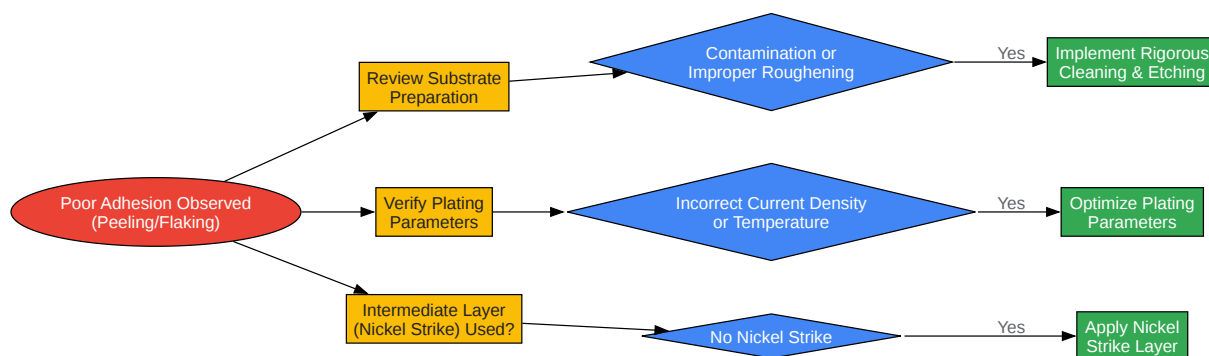 Contamination or
Improper Roughening
Yes
Implement Rigorous
Cleaning & Etching
Review Substrate
Preparation
Poor Adhesion Observed
(Peeling/Flaking)
Verify Plating
Parameters
Incorrect Current Density
or Temperature
Yes
Optimize Plating
Parameters
Intermediate Layer
(Nickel Strike) Used?
No Nickel Strike
Yes
Apply Nickel
Strike Layer